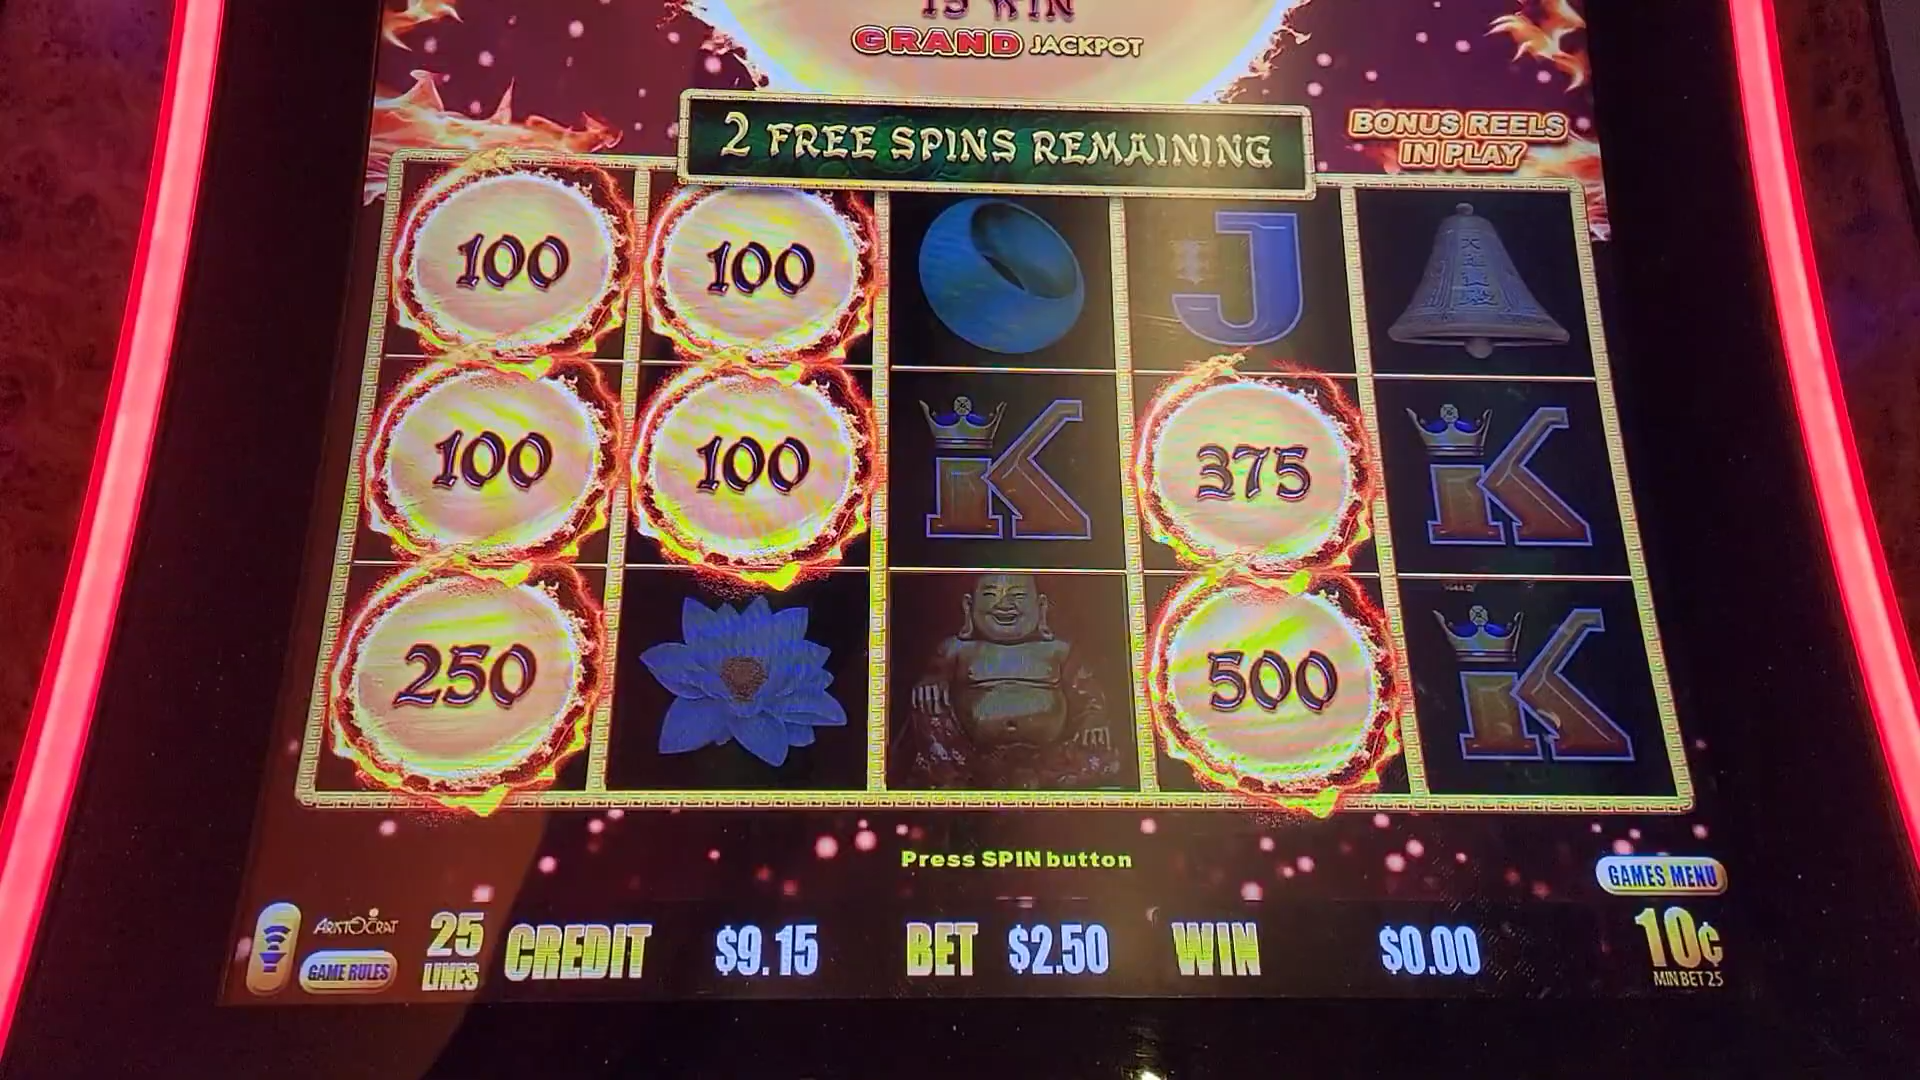 15 WIN
GRAND JACKPOT
2 FREE SPINS REMAINING
BONUS REELS
IN PLAY
100
100
J
100
100
K
375
K
250
500
K
Press SPIN button
GAMES MENU
ARISTOCRAT
GAME RULES
25
LINES
CREDIT $9.15
BET $2.50
WIN $0.00
10¢
MIN BET 25